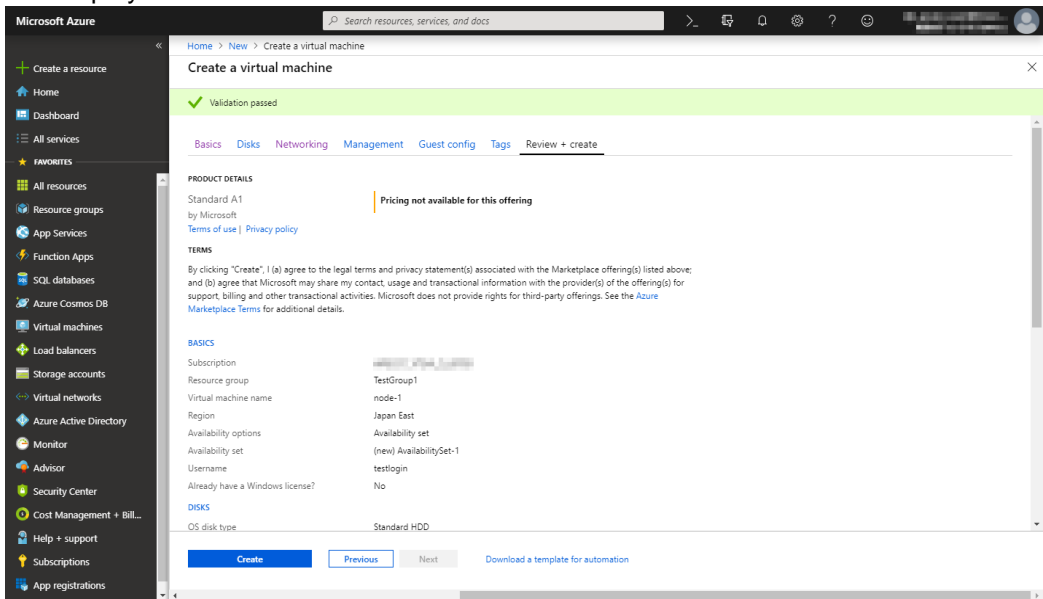 Microsoft Azure
Search resources, services, and docs
Home > New > Create a virtual machine
Create a virtual machine
Create a resource
Home
Dashboard
All services
FAVORITES
All resources
Resource groups
App Services
Function Apps
SQL databases
Azure Cosmos DB
Virtual machines
Load balancers
Storage accounts
Virtual networks
Azure Active Directory
Monitor
Advisor
Security Center
Cost Management + Bill...
Help + support
Subscriptions
App registrations
Validation passed
Basics Disks Networking Management Guest config Tags Review + create
PRODUCT DETAILS
Standard A1 Pricing not available for this offering
by Microsoft
Terms of use | Privacy policy
TERMS
By clicking "Create", I (a) agree to the legal terms and privacy statement(s) associated with the Marketplace offering(s) listed above;
and (b) agree that Microsoft may share my contact, usage and transactional information with the provider(s) of the offering(s) for
support, billing and other transactional activities. Microsoft does not provide rights for third-party offerings. See the Azure
Marketplace Terms for additional details.
BASICS
Subscription
Resource group TestGroup1
Virtual machine name node-1
Region Japan East
Availability options Availability set
Availability set (new) AvailabilitySet-1
Username testlogin
Already have a Windows license? No
DISKS
OS disk type Standard HDD
Create Previous Next Download a template for automation